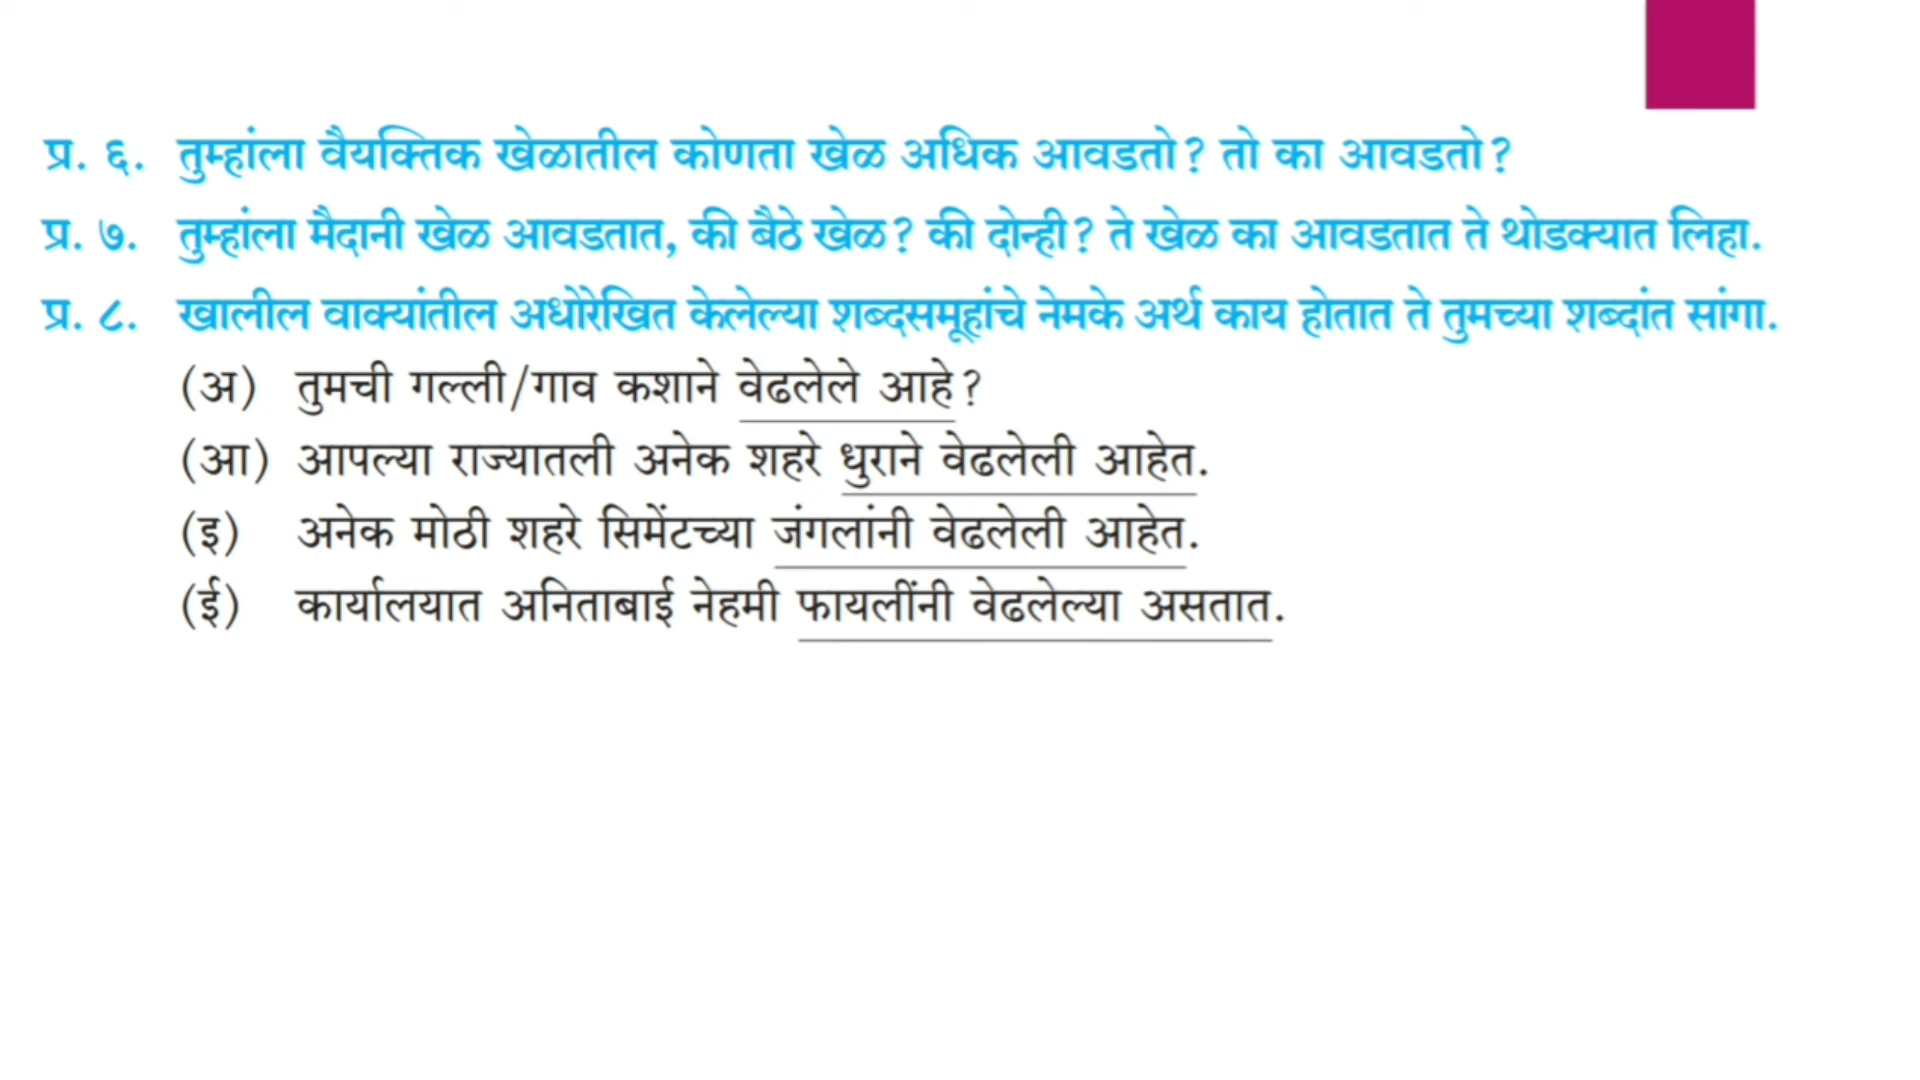 प्र. ६. तुम्हांला वैयक्तिक खेळातील कोणता खेळ अधिक आवडतो? तो का आवडतो?
प्र. ७. तुम्हांला मैदानी खेळ आवडतात, की बैठे खेळ? की दोन्ही? ते खेळ का आवडतात ते थोडक्यात लिहा.
प्र. ८. खालील वाक्यांतील अधोरेखित केलेल्या शब्दसमूहांचे नेमके अर्थ काय होतात ते तुमच्या शब्दांत सांगा.
(अ) तुमची गल्ली/गाव कशाने वेढलेले आहे?
(आ) आपल्या राज्यातली अनेक शहरे धुराने वेढलेली आहेत.
(इ) अनेक मोठी शहरे सिमेंटच्या जंगलांनी वेढलेली आहेत.
(ई) कार्यालयात अनिताबाई नेहमी फायलींनी वेढलेल्या असतात.